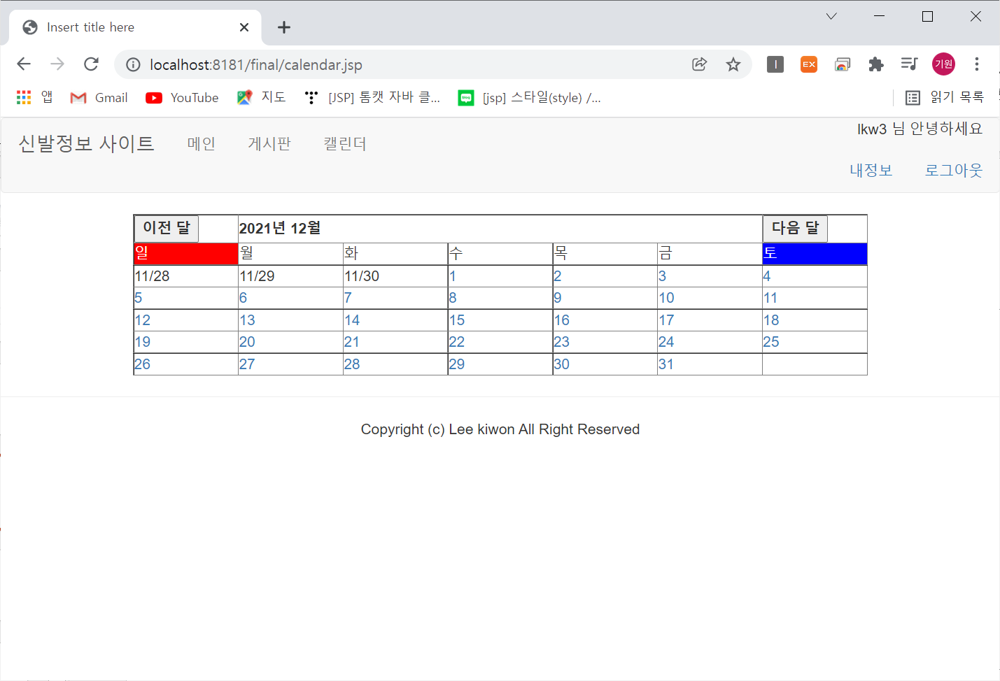 Insert title here
localhost:8181/final/calendar.jsp
EX
기원
앱 Gmail YouTube 지도 [JSP] 톰캣 자바 클... blog [jsp] 스타일(style) /... 읽기 목록
lkw3 님 안녕하세요
신발정보 사이트 메인 게시판 캘린더
내정보 로그아웃
이전 달 2021년 12월 다음 달
일 월 화 수 목 금 토
11/28 11/29 11/30 1 2 3 4
5 6 7 8 9 10 11
12 13 14 15 16 17 18
19 20 21 22 23 24 25
26 27 28 29 30 31
Copyright (c) Lee kiwon All Right Reserved